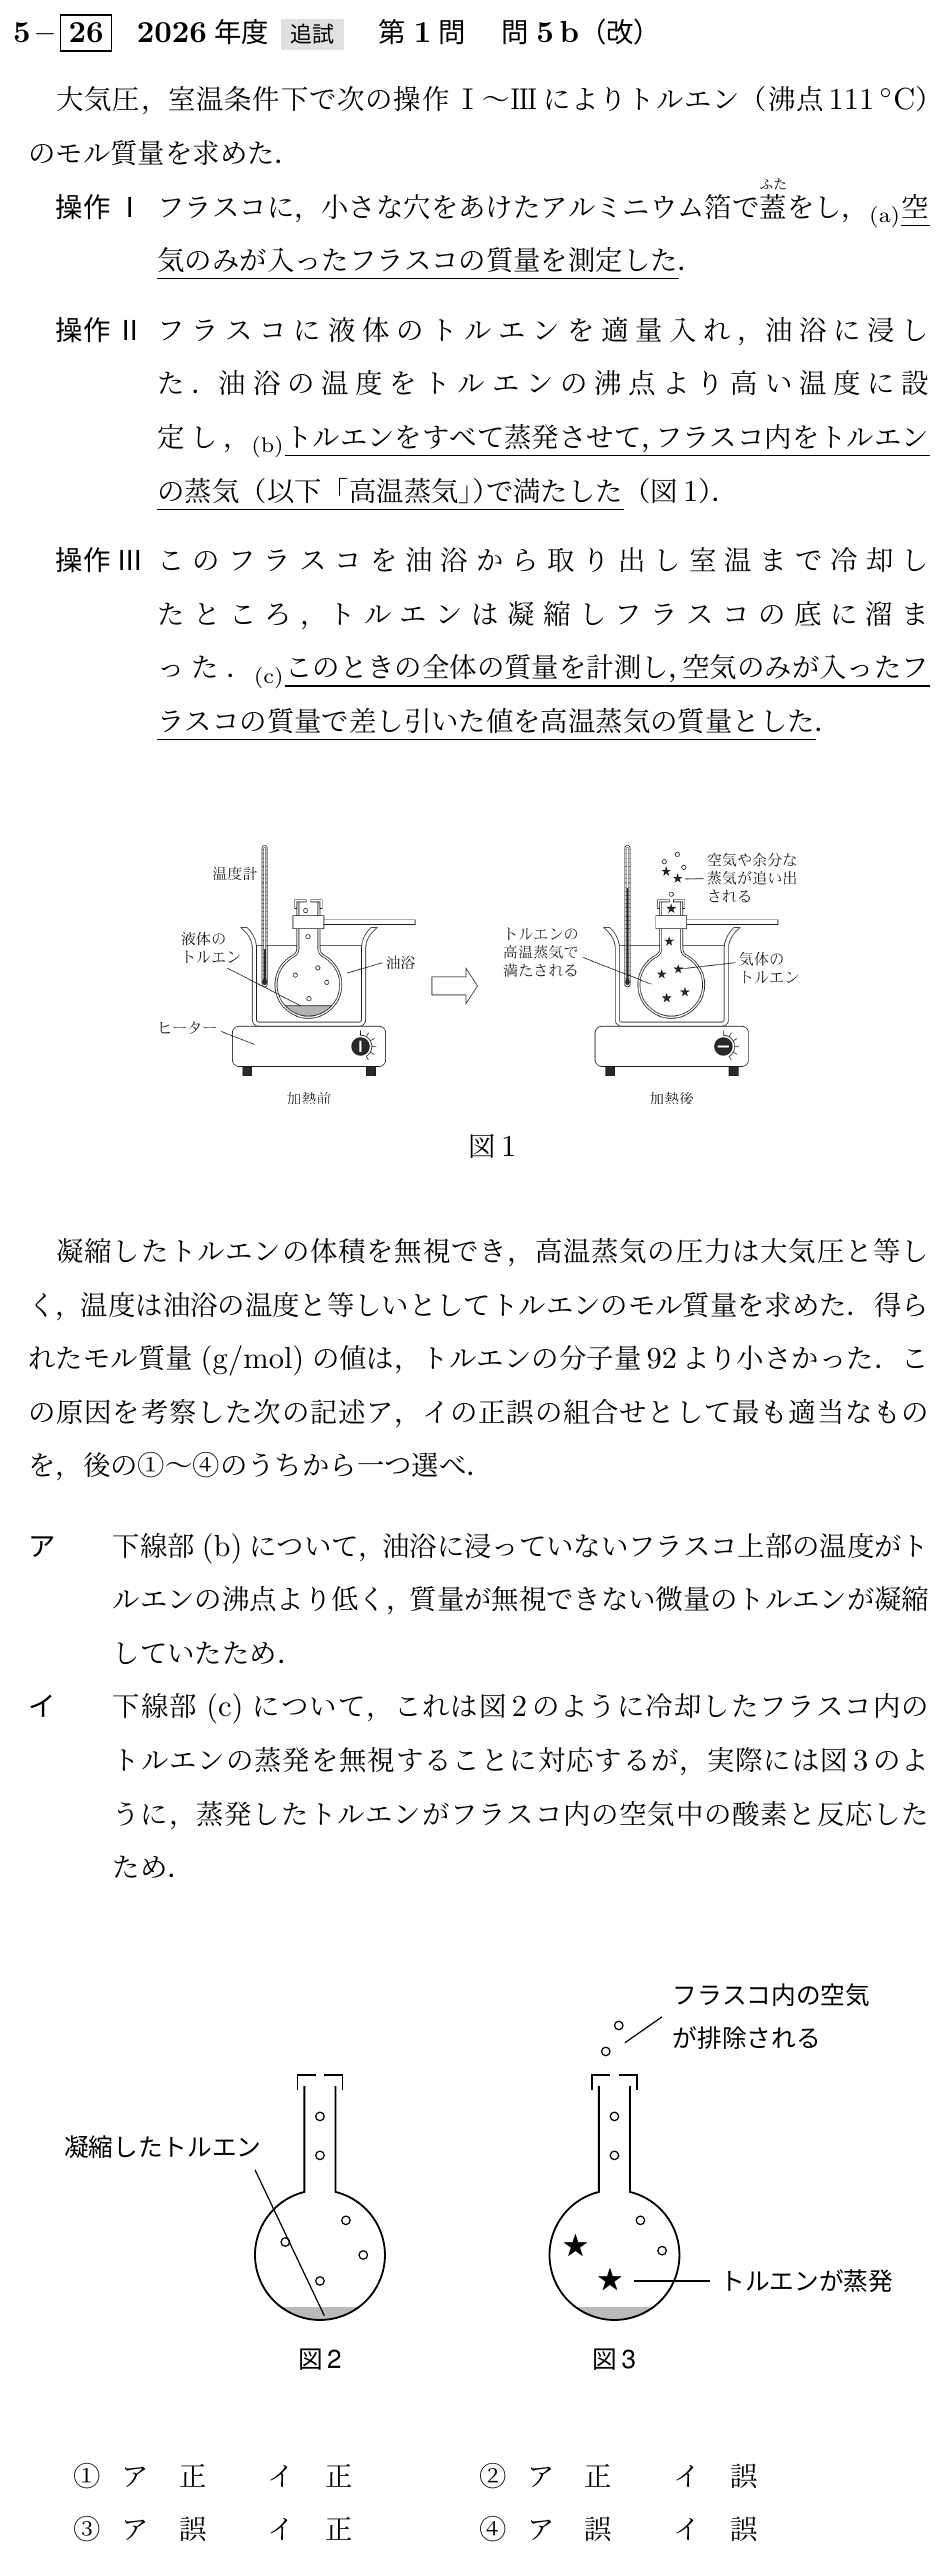 5–26 2026 年度 追試 第 1 問 問 5 b（改）
大気圧，室温条件下で次の操作 Ⅰ～Ⅲ によりトルエン（沸点 111 °C）
のモル質量を求めた．
ふた
操作 Ⅰ フラスコに，小さな穴をあけたアルミニウム箔で蓋をし，(a)空
気のみが入ったフラスコの質量を測定した．
操作 Ⅱ フラスコに液体のトルエンを適量入れ，油浴に浸し
た．油浴の温度をトルエンの沸点より高い温度に設
定し，(b)トルエンをすべて蒸発させて，フラスコ内をトルエン
の蒸気（以下「高温蒸気」）で満たした（図 1）．
操作 Ⅲ このフラスコを油浴から取り出し室温まで冷却し
たところ，トルエンは凝縮しフラスコの底に溜ま
った．(c)このときの全体の質量を計測し，空気のみが入ったフ
ラスコの質量で差し引いた値を高温蒸気の質量とした．
温度計
液体の
トルエン
油浴
ヒーター
加熱前
空気や余分な
蒸気が追い出
される
トルエンの
高温蒸気で
満たされる
気体の
トルエン
加熱後
図 1
凝縮したトルエンの体積を無視でき，高温蒸気の圧力は大気圧と等し
く，温度は油浴の温度と等しいとしてトルエンのモル質量を求めた．得ら
れたモル質量 (g/mol) の値は，トルエンの分子量 92 より小さかった．こ
の原因を考察した次の記述ア，イの正誤の組合せとして最も適当なもの
を，後の①～④のうちから一つ選べ．
ア 下線部 (b) について，油浴に浸っていないフラスコ上部の温度がト
ルエンの沸点より低く，質量が無視できない微量のトルエンが凝縮
していたため．
イ 下線部 (c) について，これは図 2 のように冷却したフラスコ内の
トルエンの蒸発を無視することに対応するが，実際には図 3 のよ
うに，蒸発したトルエンがフラスコ内の空気中の酸素と反応した
ため．
フラスコ内の空気
が排除される
凝縮したトルエン
トルエンが蒸発
図 2 図 3
① ア 正 イ 正 ② ア 正 イ 誤
③ ア 誤 イ 正 ④ ア 誤 イ 誤